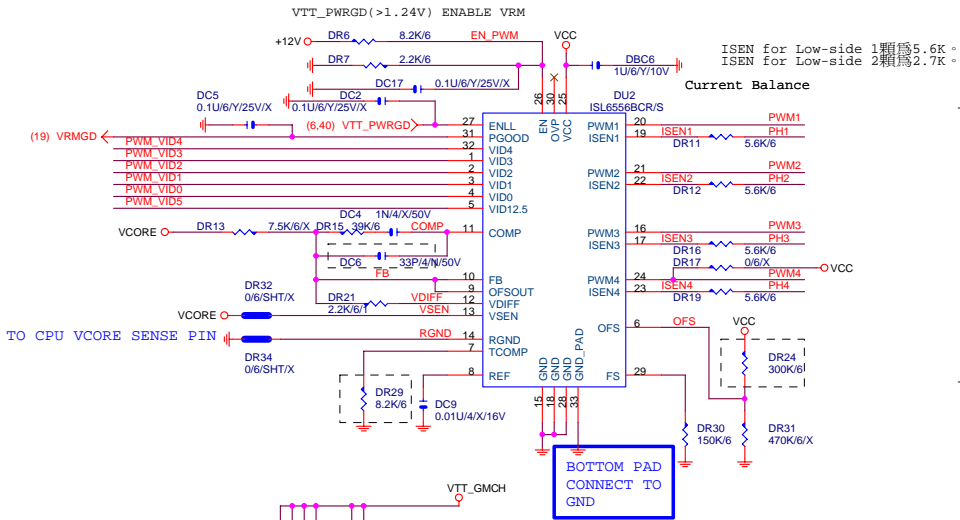 VTT_PWRGD(>1.24V) ENABLE VRM
+12V
DR6
8.2K/6
EN_PWM
VCC
DR7
2.2K/6
DBC6
1U/6/Y/10V
ISEN for Low-side 1顆為5.6K。
ISEN for Low-side 2顆為2.7K。
Current Balance
DC17
0.1U/6/Y/25V/X
DC5
0.1U/6/Y/25V/X
DC2
0.1U/6/Y/25V/X
DU2
ISL6556BCR/S
(6,40) VTT_PWRGD
(19) VRMGD
PWM_VID4
PWM_VID3
PWM_VID2
PWM_VID1
PWM_VID0
PWM_VID5
26
30
25
EN
OVP
VCC
27 ENLL
31 PGOOD
32 VID4
1 VID3
2 VID2
3 VID1
4 VID0
5 VID12.5
11 COMP
10 FB
9 OFSOUT
12 VDIFF
13 VSEN
14 RGND
7 TCOMP
8 REF
PWM1 20 PWM1
ISEN1 19 ISEN1 PH1
DR11 5.6K/6
PWM2 21 PWM2
ISEN2 22 ISEN2 PH2
DR12 5.6K/6
PWM3 16 PWM3
ISEN3 17 ISEN3 PH3
DR16 5.6K/6
DR17 0/6/X
VCC
PWM4 24 PWM4
ISEN4 23 ISEN4 PH4
DR19 5.6K/6
OFS 6 OFS
FS 29
VCORE
DR13
7.5K/6/X
DR15 39K/6
DC4 1N/4/X/50V
COMP
DC6 33P/4/N/50V
FB
DR21
2.2K/6/1
VDIFF
VSEN
DR32
0/6/SHT/X
VCORE
TO CPU VCORE SENSE PIN
RGND
DR34
0/6/SHT/X
DR29
8.2K/6
DC9
0.01U/4/X/16V
GND
GND
GND
GND_PAD
15
18
28
33
VCC
DR24
300K/6
DR30
150K/6
DR31
470K/6/X
BOTTOM PAD
CONNECT TO
GND
VTT_GMCH